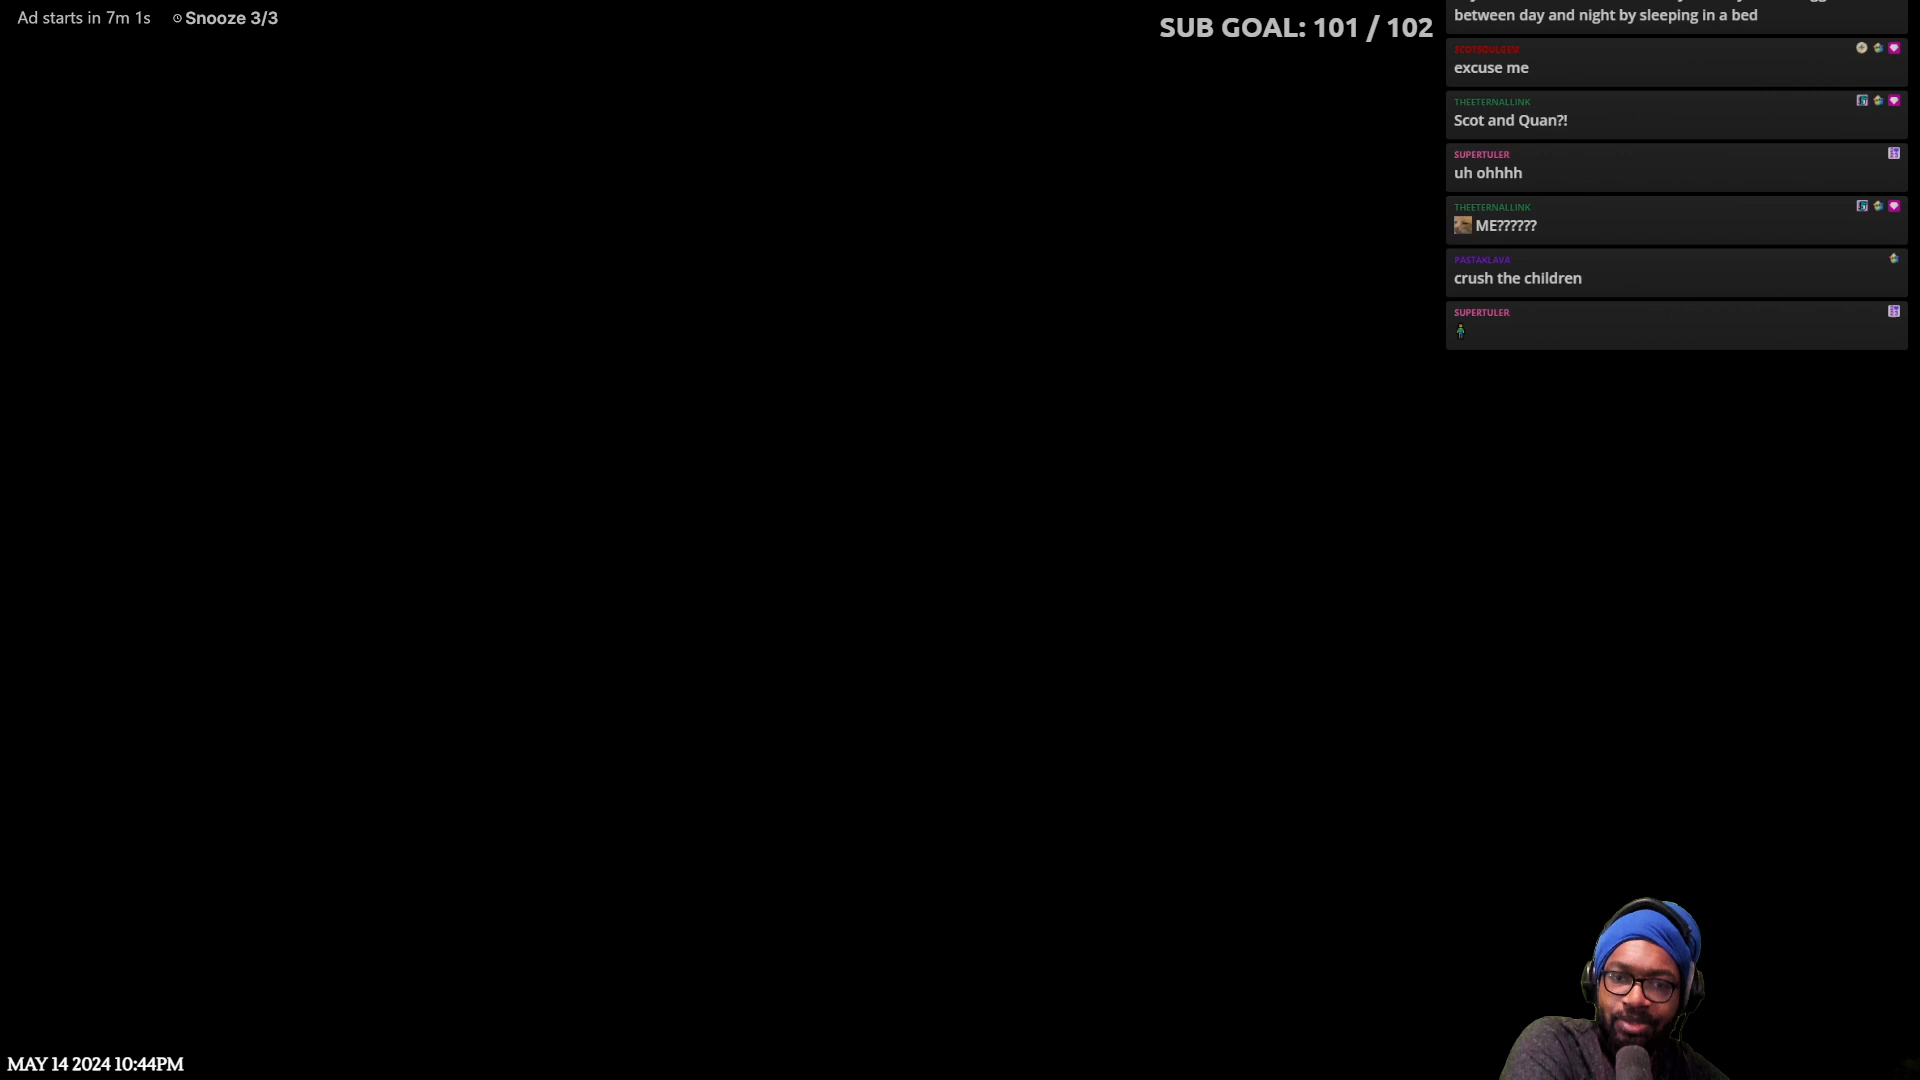 Ad starts in 7m 1s
Snooze 3/3
SUB GOAL: 101 / 102
between day and night by sleeping in a bed
excuse me
THEETERNALLINK
Scot and Quan?!
SUPERTULER
uh ohhhh
THEETERNALLINK
ME??????
PASTAKLAVA
crush the children
SUPERTULER
MAY 14 2024 10:44PM